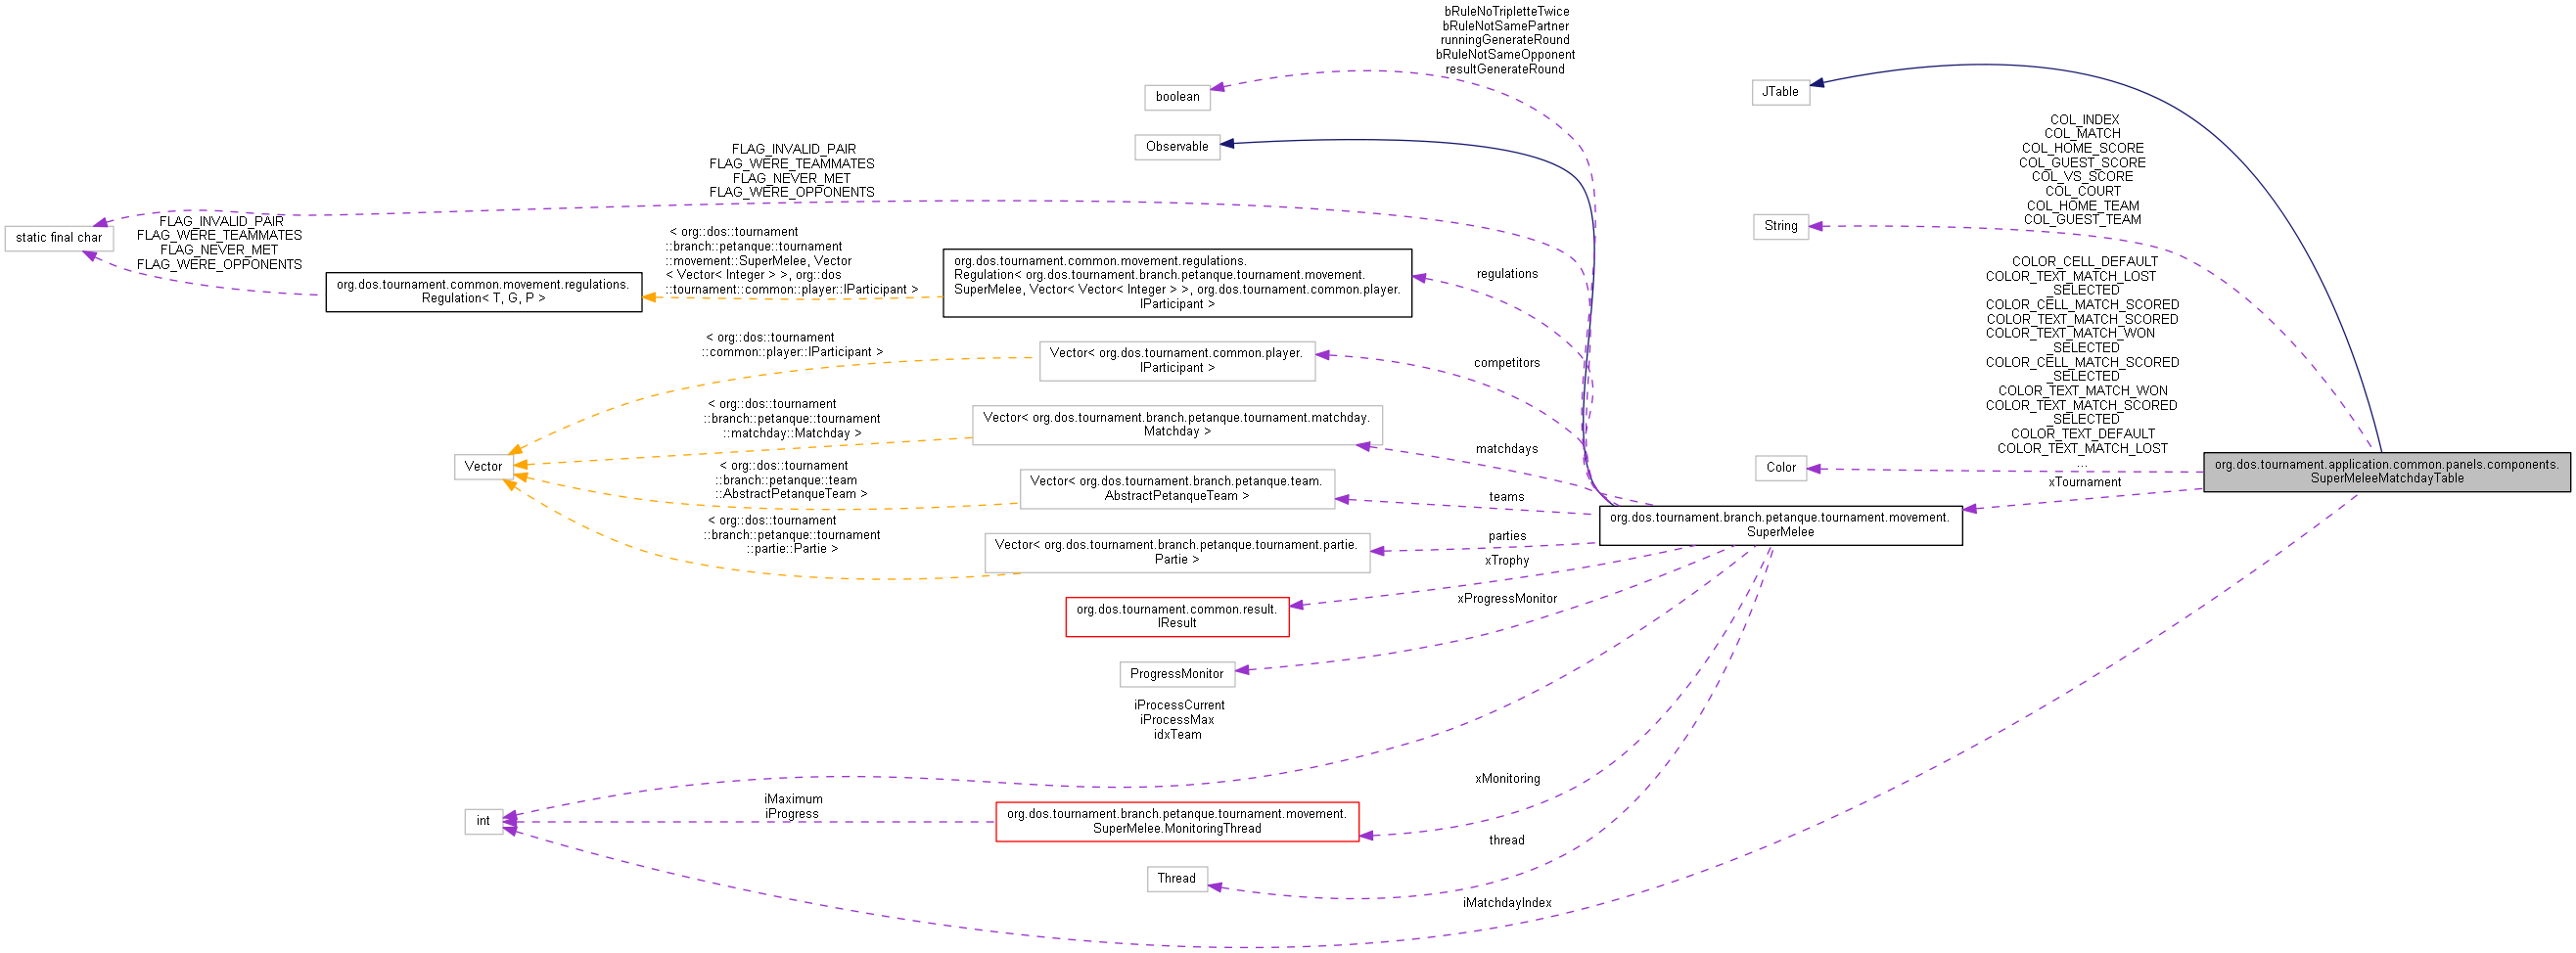 bRuleNoTripletteTwice
bRuleNotSamePartner
runningGenerateRound
bRuleNotSameOpponent
resultGenerateRound
boolean
JTable
COL_INDEX
COL_MATCH
COL_HOME_SCORE
COL_GUEST_SCORE
COL_VS_SCORE
COL_COURT
COL_HOME_TEAM
COL_GUEST_TEAM
Observable
FLAG_INVALID_PAIR
FLAG_WERE_TEAMMATES
FLAG_NEVER_MET
FLAG_WERE_OPPONENTS
String
static final char
FLAG_INVALID_PAIR
FLAG_WERE_TEAMMATES
FLAG_NEVER_MET
FLAG_WERE_OPPONENTS
< org::dos::tournament
::branch::petanque::tournament
::movement::SuperMelee, Vector
< Vector< Integer > >, org::dos
::tournament::common::player::IParticipant >
org.dos.tournament.common.movement.regulations.
Regulation< T, G, P >
org.dos.tournament.common.movement.regulations.
Regulation< org.dos.tournament.branch.petanque.tournament.movement.
SuperMelee, Vector< Vector< Integer > >, org.dos.tournament.common.player.
IParticipant >
regulations
COLOR_CELL_DEFAULT
COLOR_TEXT_MATCH_LOST
_SELECTED
COLOR_CELL_MATCH_SCORED
COLOR_TEXT_MATCH_SCORED
COLOR_TEXT_MATCH_WON
_SELECTED
COLOR_CELL_MATCH_SCORED
_SELECTED
COLOR_TEXT_MATCH_WON
COLOR_TEXT_MATCH_SCORED
_SELECTED
COLOR_TEXT_DEFAULT
COLOR_TEXT_MATCH_LOST
...
< org::dos::tournament
::common::player::IParticipant >
Vector< org.dos.tournament.common.player.
IParticipant >
competitors
< org::dos::tournament
::branch::petanque::tournament
::matchday::Matchday >
Vector< org.dos.tournament.branch.petanque.tournament.matchday.
Matchday >
matchdays
Vector
< org::dos::tournament
::branch::petanque::team
::AbstractPetanqueTeam >
Vector< org.dos.tournament.branch.petanque.team.
AbstractPetanqueTeam >
teams
Color
org.dos.tournament.application.common.panels.components.
SuperMeleeMatchdayTable
xTournament
org.dos.tournament.branch.petanque.tournament.movement.
SuperMelee
< org::dos::tournament
::branch::petanque::tournament
::partie::Partie >
Vector< org.dos.tournament.branch.petanque.tournament.partie.
Partie >
parties
xTrophy
org.dos.tournament.common.result.
IResult
xProgressMonitor
ProgressMonitor
iProcessCurrent
iProcessMax
idxTeam
xMonitoring
int
iMaximum
iProgress
org.dos.tournament.branch.petanque.tournament.movement.
SuperMelee.MonitoringThread
thread
Thread
iMatchdayIndex